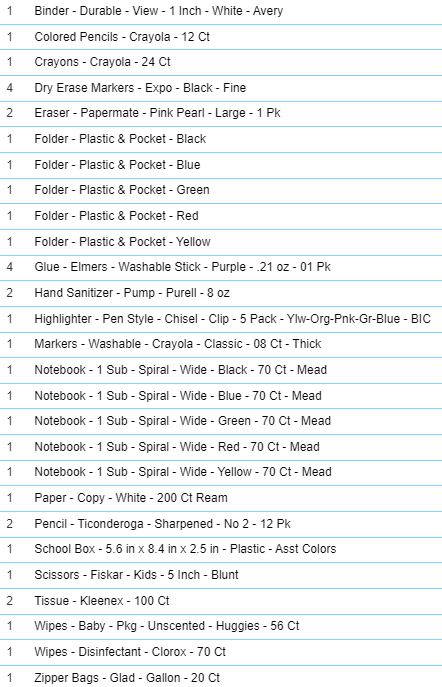 1 Binder - Durable - View - 1 Inch - White - Avery
1 Colored Pencils - Crayola - 12 Ct
1 Crayons - Crayola - 24 Ct
4 Dry Erase Markers - Expo - Black - Fine
2 Eraser - Papermate - Pink Pearl - Large - 1 Pk
1 Folder - Plastic & Pocket - Black
1 Folder - Plastic & Pocket - Blue
1 Folder - Plastic & Pocket - Green
1 Folder - Plastic & Pocket - Red
1 Folder - Plastic & Pocket - Yellow
4 Glue - Elmers - Washable Stick - Purple - .21 oz - 01 Pk
2 Hand Sanitizer - Pump - Purell - 8 oz
1 Highlighter - Pen Style - Chisel - Clip - 5 Pack - Ylw-Org-Pnk-Gr-Blue - BIC
1 Markers - Washable - Crayola - Classic - 08 Ct - Thick
1 Notebook - 1 Sub - Spiral - Wide - Black - 70 Ct - Mead
1 Notebook - 1 Sub - Spiral - Wide - Blue - 70 Ct - Mead
1 Notebook - 1 Sub - Spiral - Wide - Green - 70 Ct - Mead
1 Notebook - 1 Sub - Spiral - Wide - Red - 70 Ct - Mead
1 Notebook - 1 Sub - Spiral - Wide - Yellow - 70 Ct - Mead
1 Paper - Copy - White - 200 Ct Ream
2 Pencil - Ticonderoga - Sharpened - No 2 - 12 Pk
1 School Box - 5.6 in x 8.4 in x 2.5 in - Plastic - Asst Colors
1 Scissors - Fiskar - Kids - 5 Inch - Blunt
2 Tissue - Kleenex - 100 Ct
1 Wipes - Baby - Pkg - Unscented - Huggies - 56 Ct
1 Wipes - Disinfectant - Clorox - 70 Ct
1 Zipper Bags - Glad - Gallon - 20 Ct